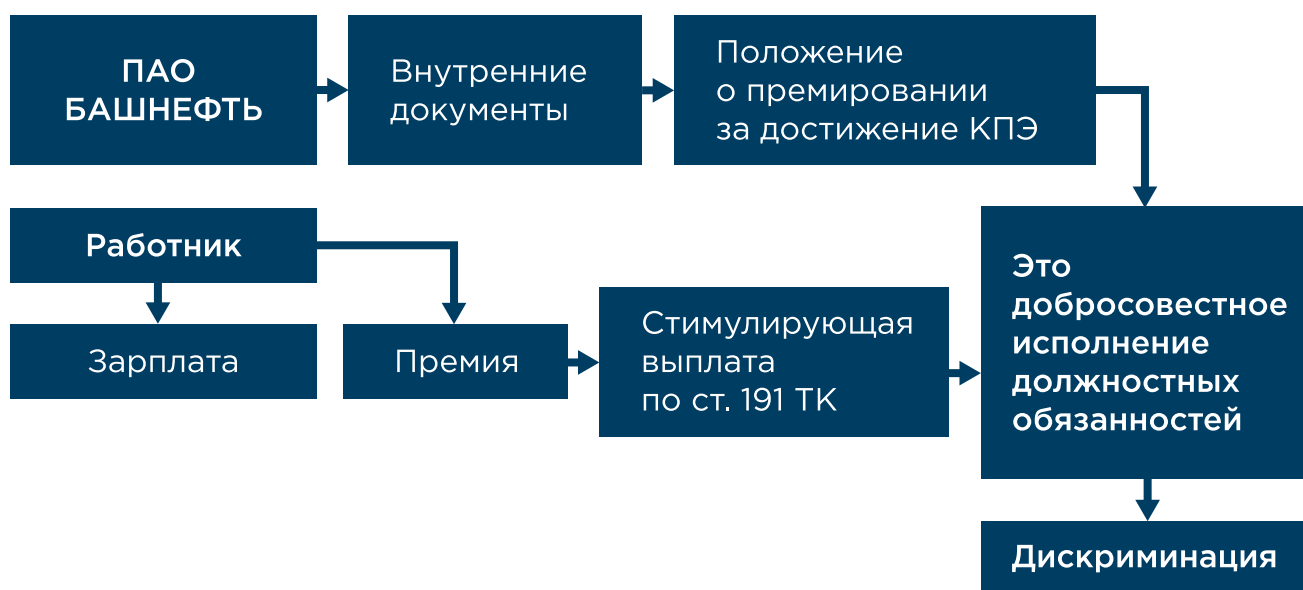 ПАО
БАШНЕФТЬ
Внутренние
документы
Положение
о премировании
за достижение КПЭ
Работник
Зарплата
Премия
Стимулирующая
выплата
по ст. 191 ТК
Это
добросовестное
исполнение
должностных
обязанностей
Дискриминация